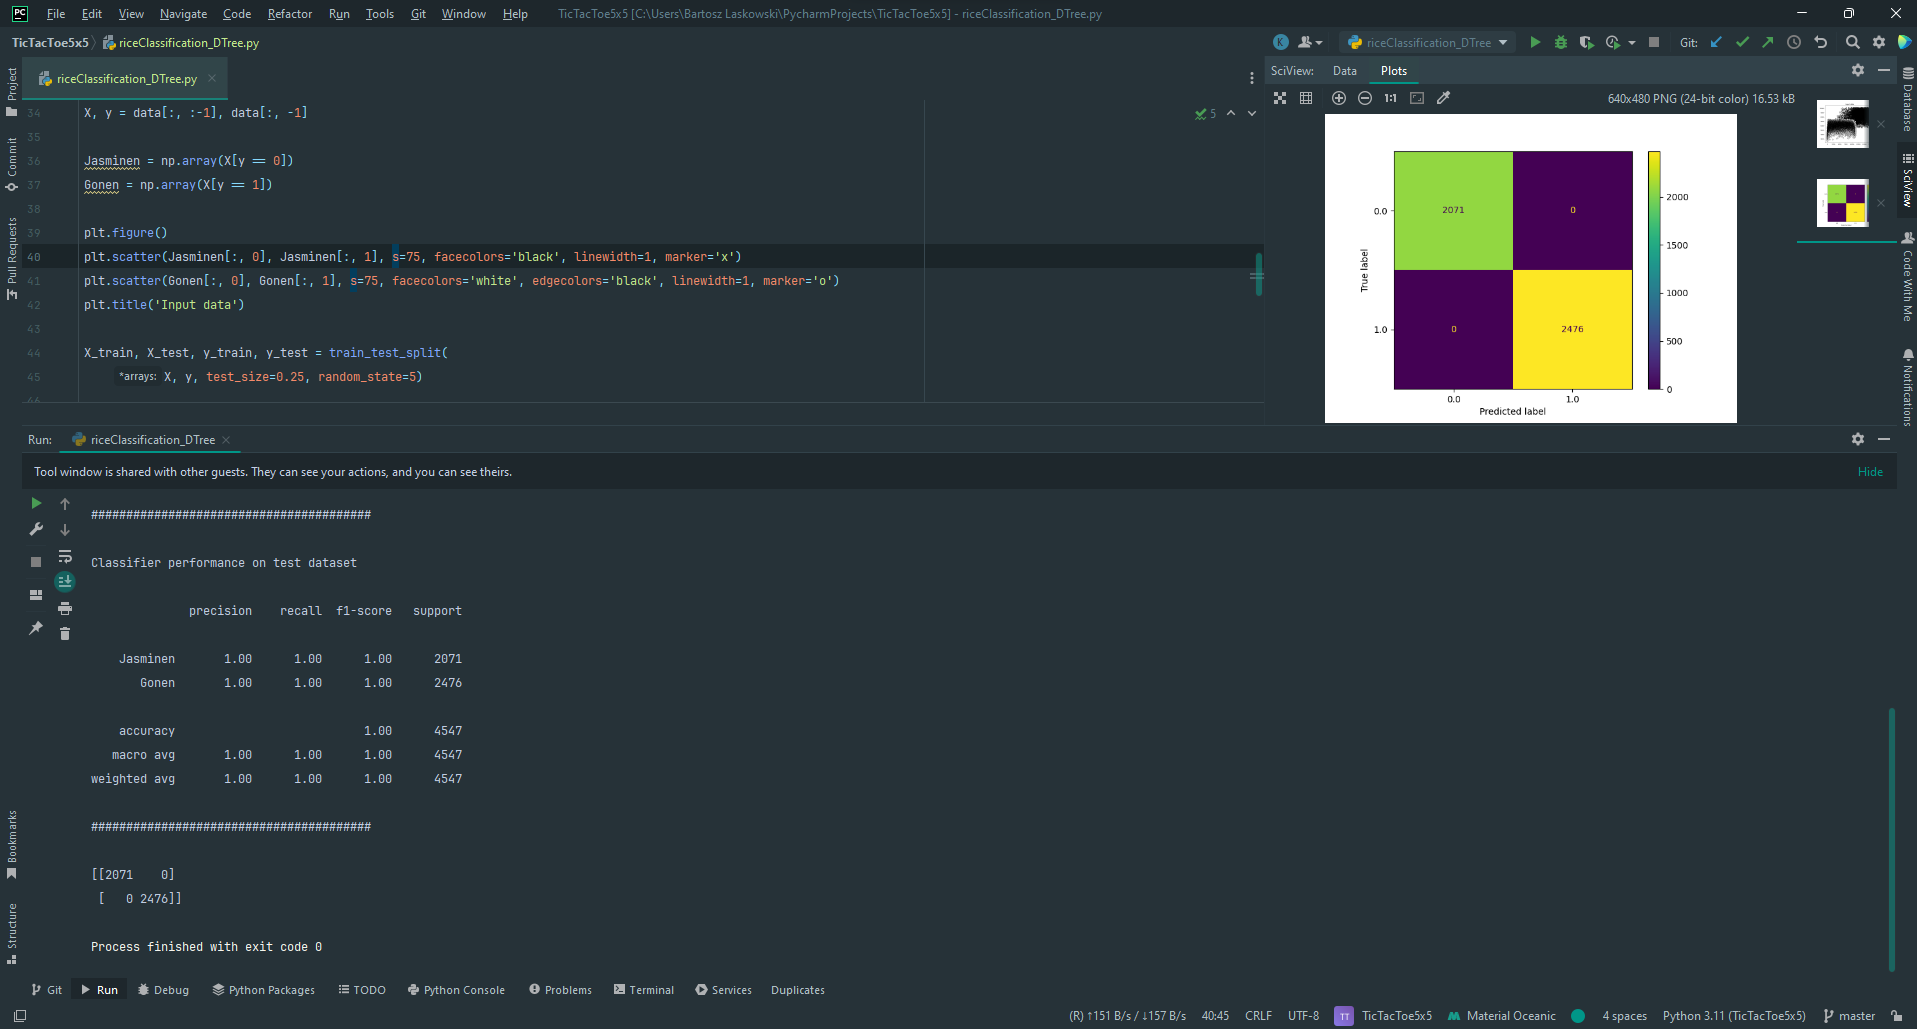 PC File Edit View Navigate Code Refactor Run Tools Git Window Help TicTacToe5x5 [C:\Users\Bartosz Laskowski\PycharmProjects\TicTacToe5x5] - riceClassification_DTree.py
TicTacToe5x5 riceClassification_DTree.py K riceClassification_DTree Git:
Project
Commit
Pull Requests
riceClassification_DTree.py
34 X, y = data[:, :-1], data[:, -1]
35
36 Jasminen = np.array(X[y == 0])
37 Gonen = np.array(X[y == 1])
38
39 plt.figure()
40 plt.scatter(Jasminen[:, 0], Jasminen[:, 1], s=75, facecolors='black', linewidth=1, marker='x')
41 plt.scatter(Gonen[:, 0], Gonen[:, 1], s=75, facecolors='white', edgecolors='black', linewidth=1, marker='o')
42 plt.title('Input data')
43
44 X_train, X_test, y_train, y_test = train_test_split(
45 *arrays: X, y, test_size=0.25, random_state=5)
46
5
SciView: Data Plots
1:1 640x480 PNG (24-bit color) 16.53 kB
2071 0
0 2476
0.0
1.0
True label
0.0 1.0
Predicted label
2000
1500
1000
500
0
Database
SciView
Code With Me
Notifications
Run: riceClassification_DTree
Tool window is shared with other guests. They can see your actions, and you can see theirs. Hide
########################################
Classifier performance on test dataset
precision recall f1-score support
Jasminen 1.00 1.00 1.00 2071
Gonen 1.00 1.00 1.00 2476
accuracy 1.00 4547
macro avg 1.00 1.00 1.00 4547
weighted avg 1.00 1.00 1.00 4547
########################################
[[2071 0]
[ 0 2476]]
Process finished with exit code 0
Bookmarks
Structure
Git Run Debug Python Packages TODO Python Console Problems Terminal Services Duplicates
(R) ↑151 B/s / ↓157 B/s 40:45 CRLF UTF-8 TT TicTacToe5x5 Material Oceanic 4 spaces Python 3.11 (TicTacToe5x5) master